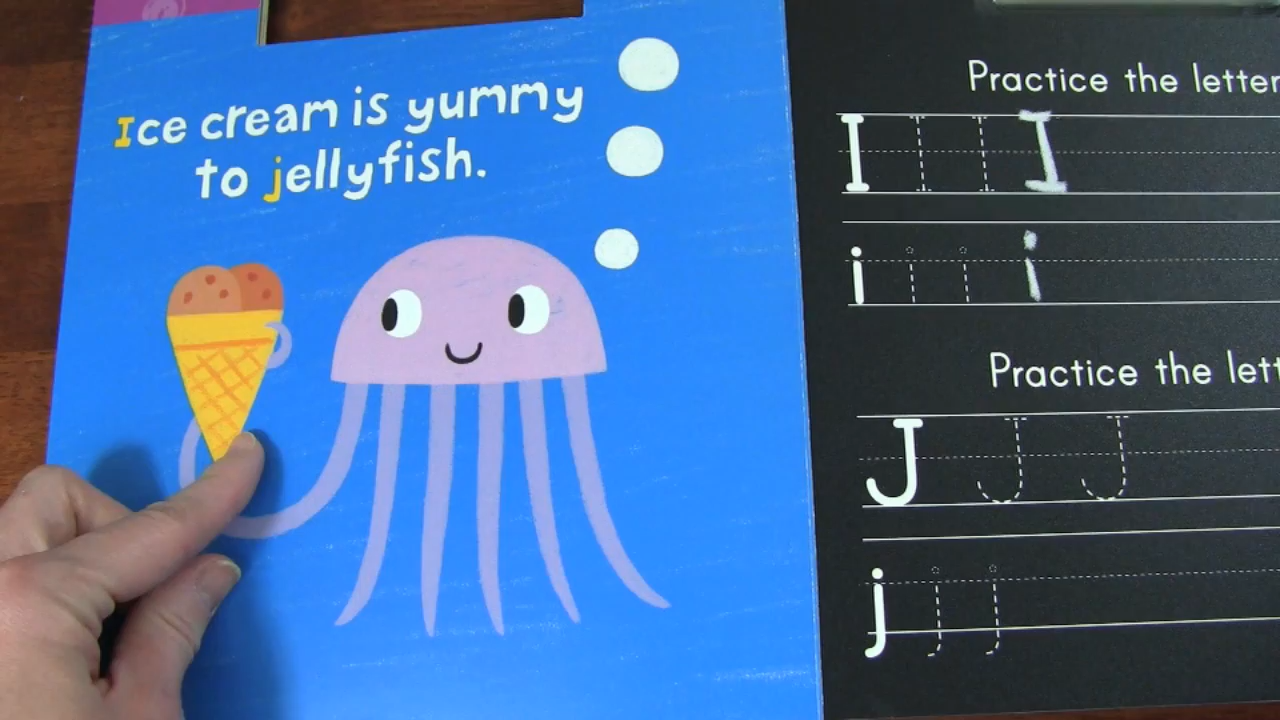 Ice cream is yummy
to jellyfish.
Practice the letter
I I I I
i i i i
Practice the lett
J J J
j j j